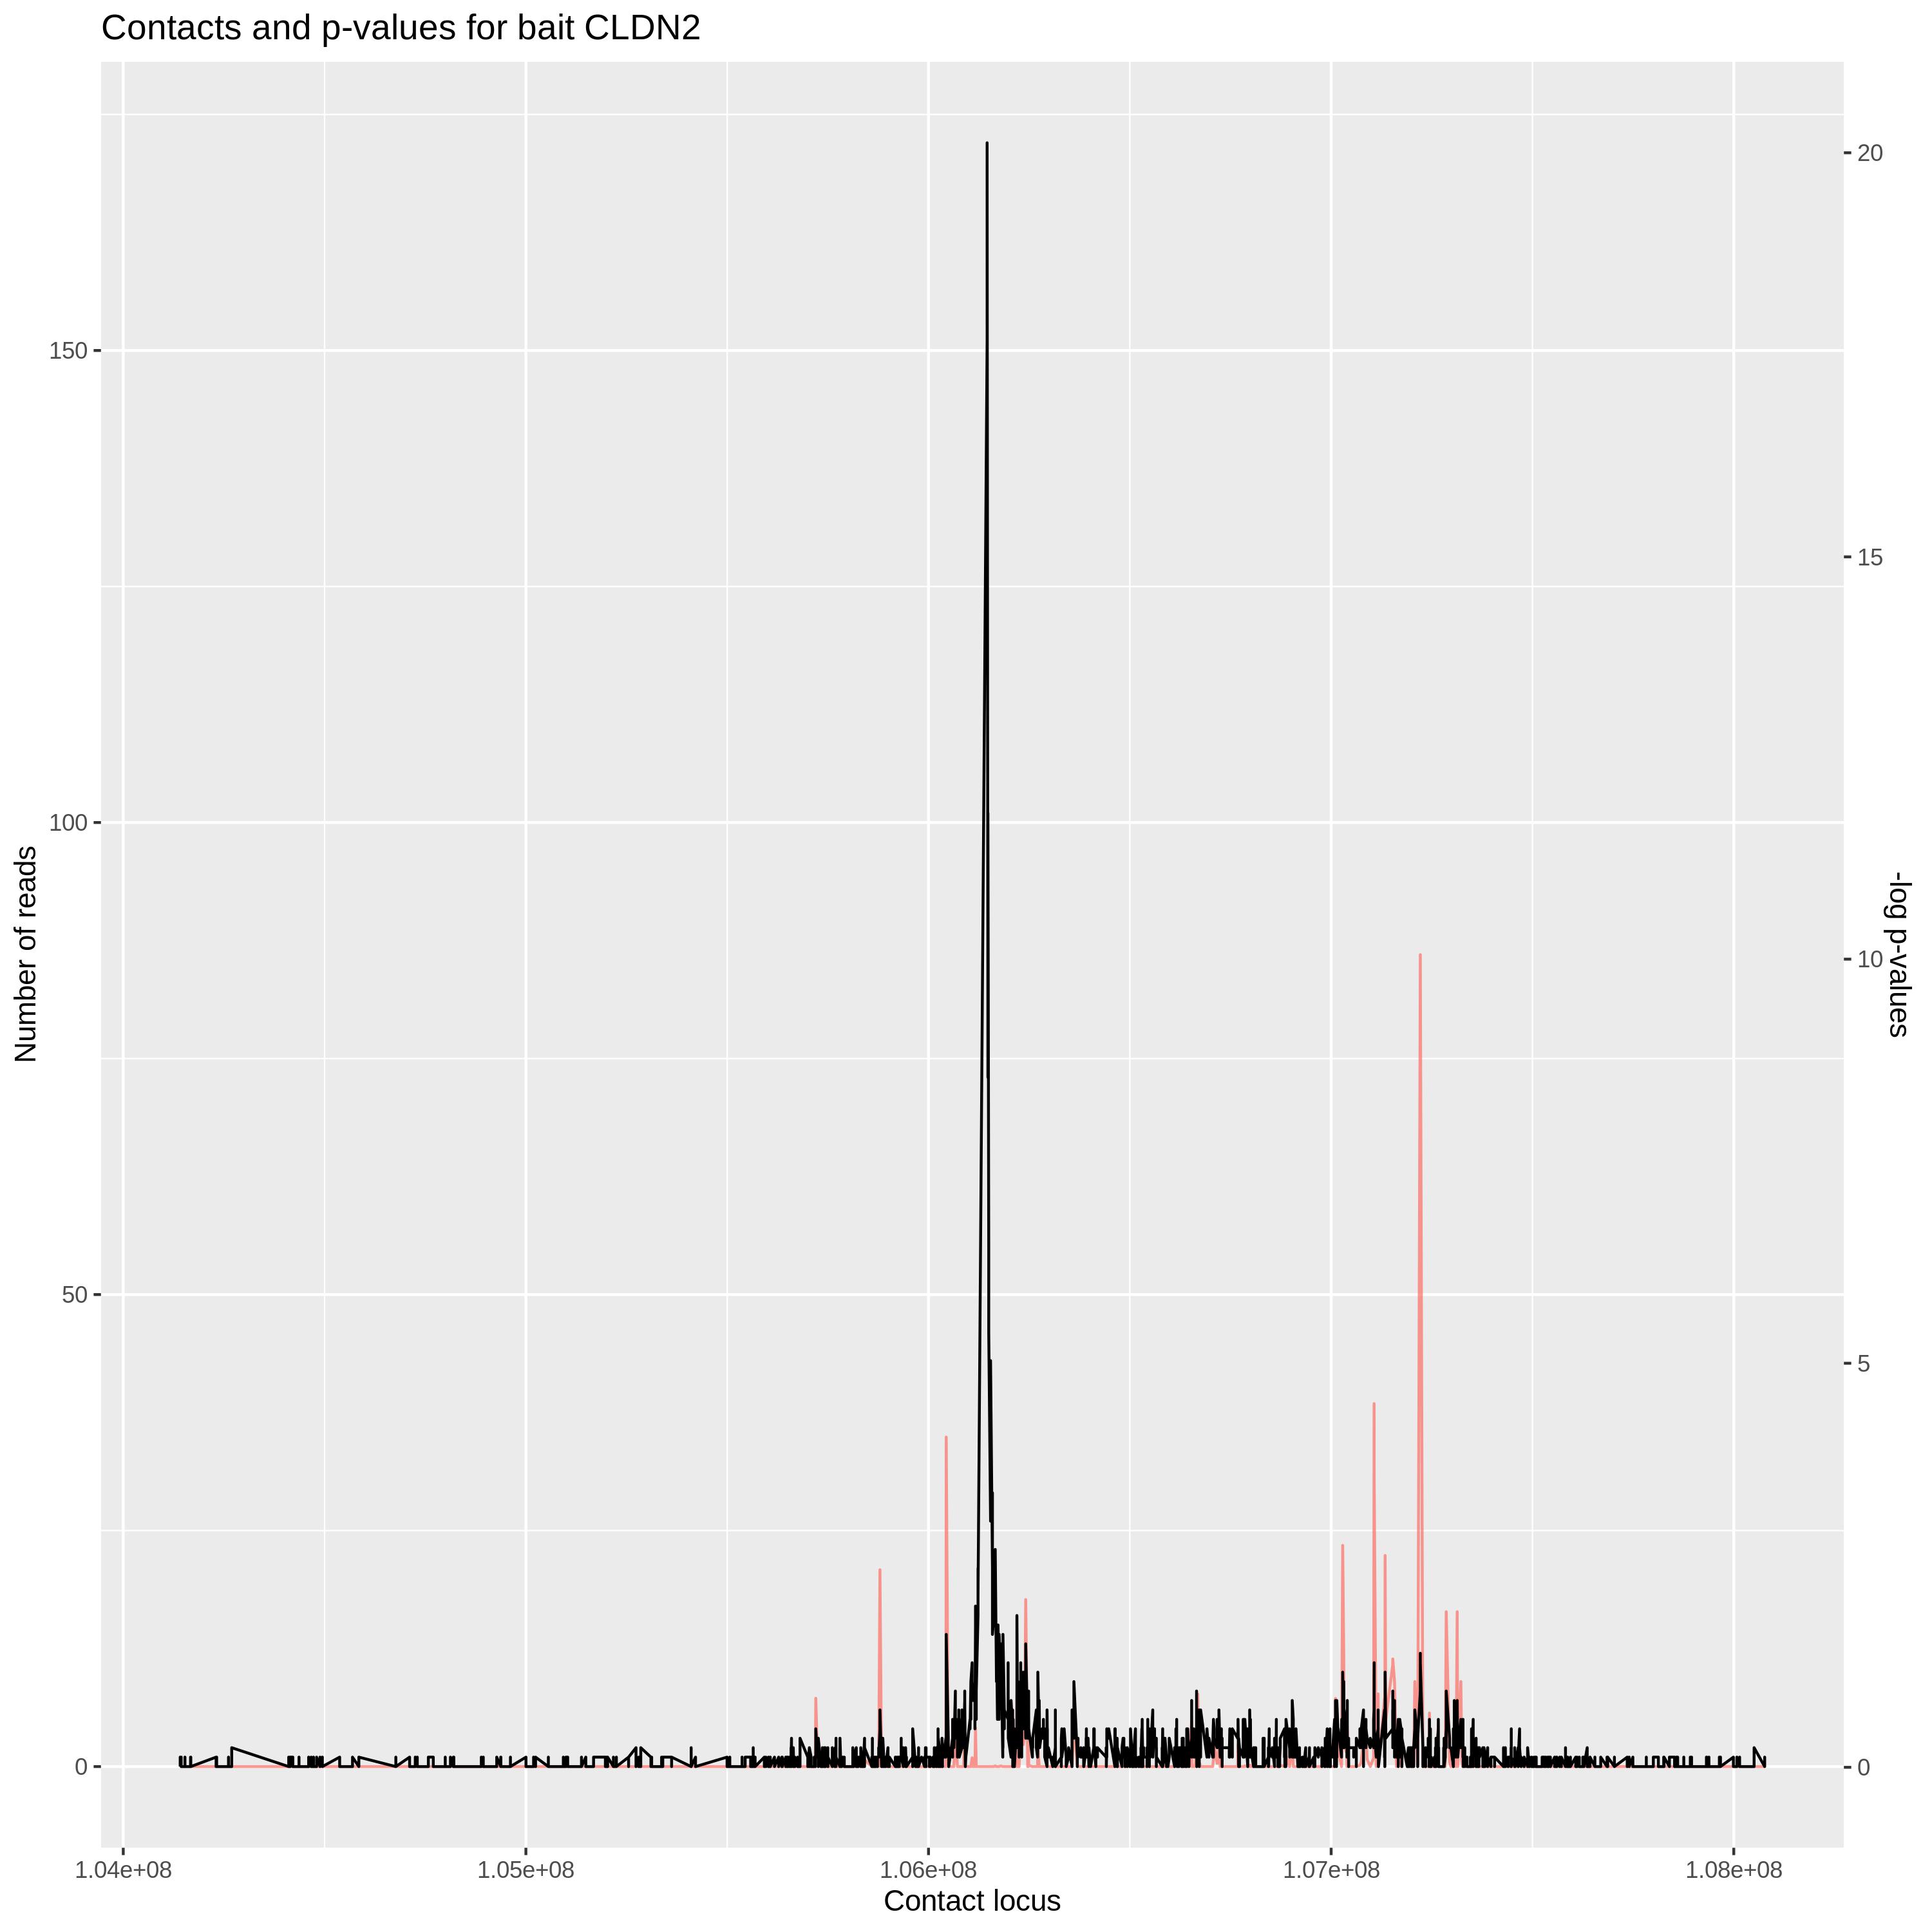 Contacts and p-values for bait CLDN2
Number of reads
150
100
50
0
20
15
10
5
0
-log p-values
1.04e+08
1.05e+08
1.06e+08
1.07e+08
1.08e+08
Contact locus